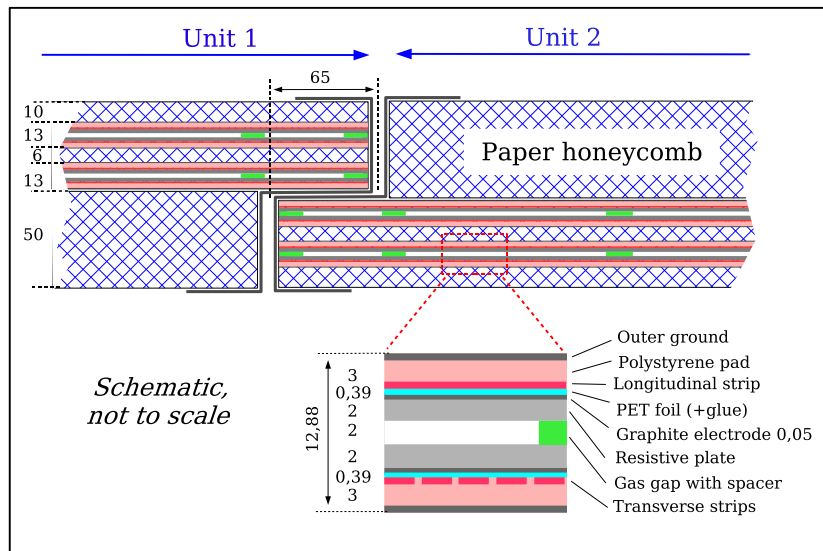 Unit 1
Unit 2
65
10
13
6
13
50
Paper honeycomb
Schematic,
not to scale
12,88
3
0,39
2
2
2
0,39
3
Outer ground
Polystyrene pad
Longitudinal strip
PET foil (+glue)
Graphite electrode 0,05
Resistive plate
Gas gap with spacer
Transverse strips